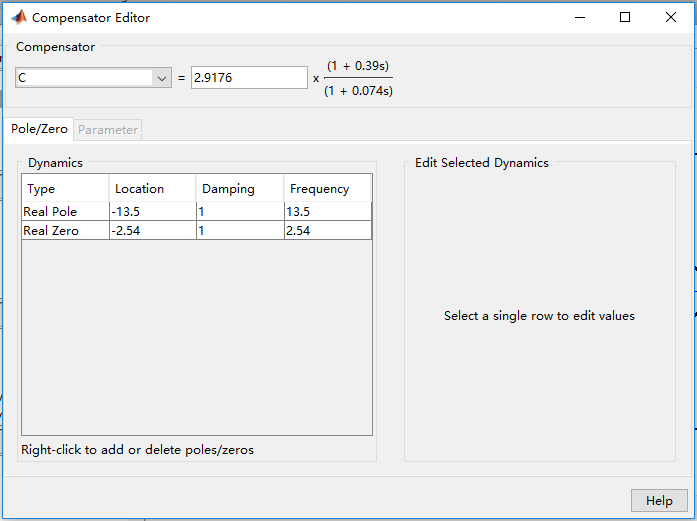 Compensator Editor
Compensator
C = 2.9176 x (1 + 0.39s)
(1 + 0.074s)
Pole/Zero Parameter
Dynamics
Type Location Damping Frequency
Real Pole -13.5 1 13.5
Real Zero -2.54 1 2.54
Right-click to add or delete poles/zeros
Edit Selected Dynamics
Select a single row to edit values
Help